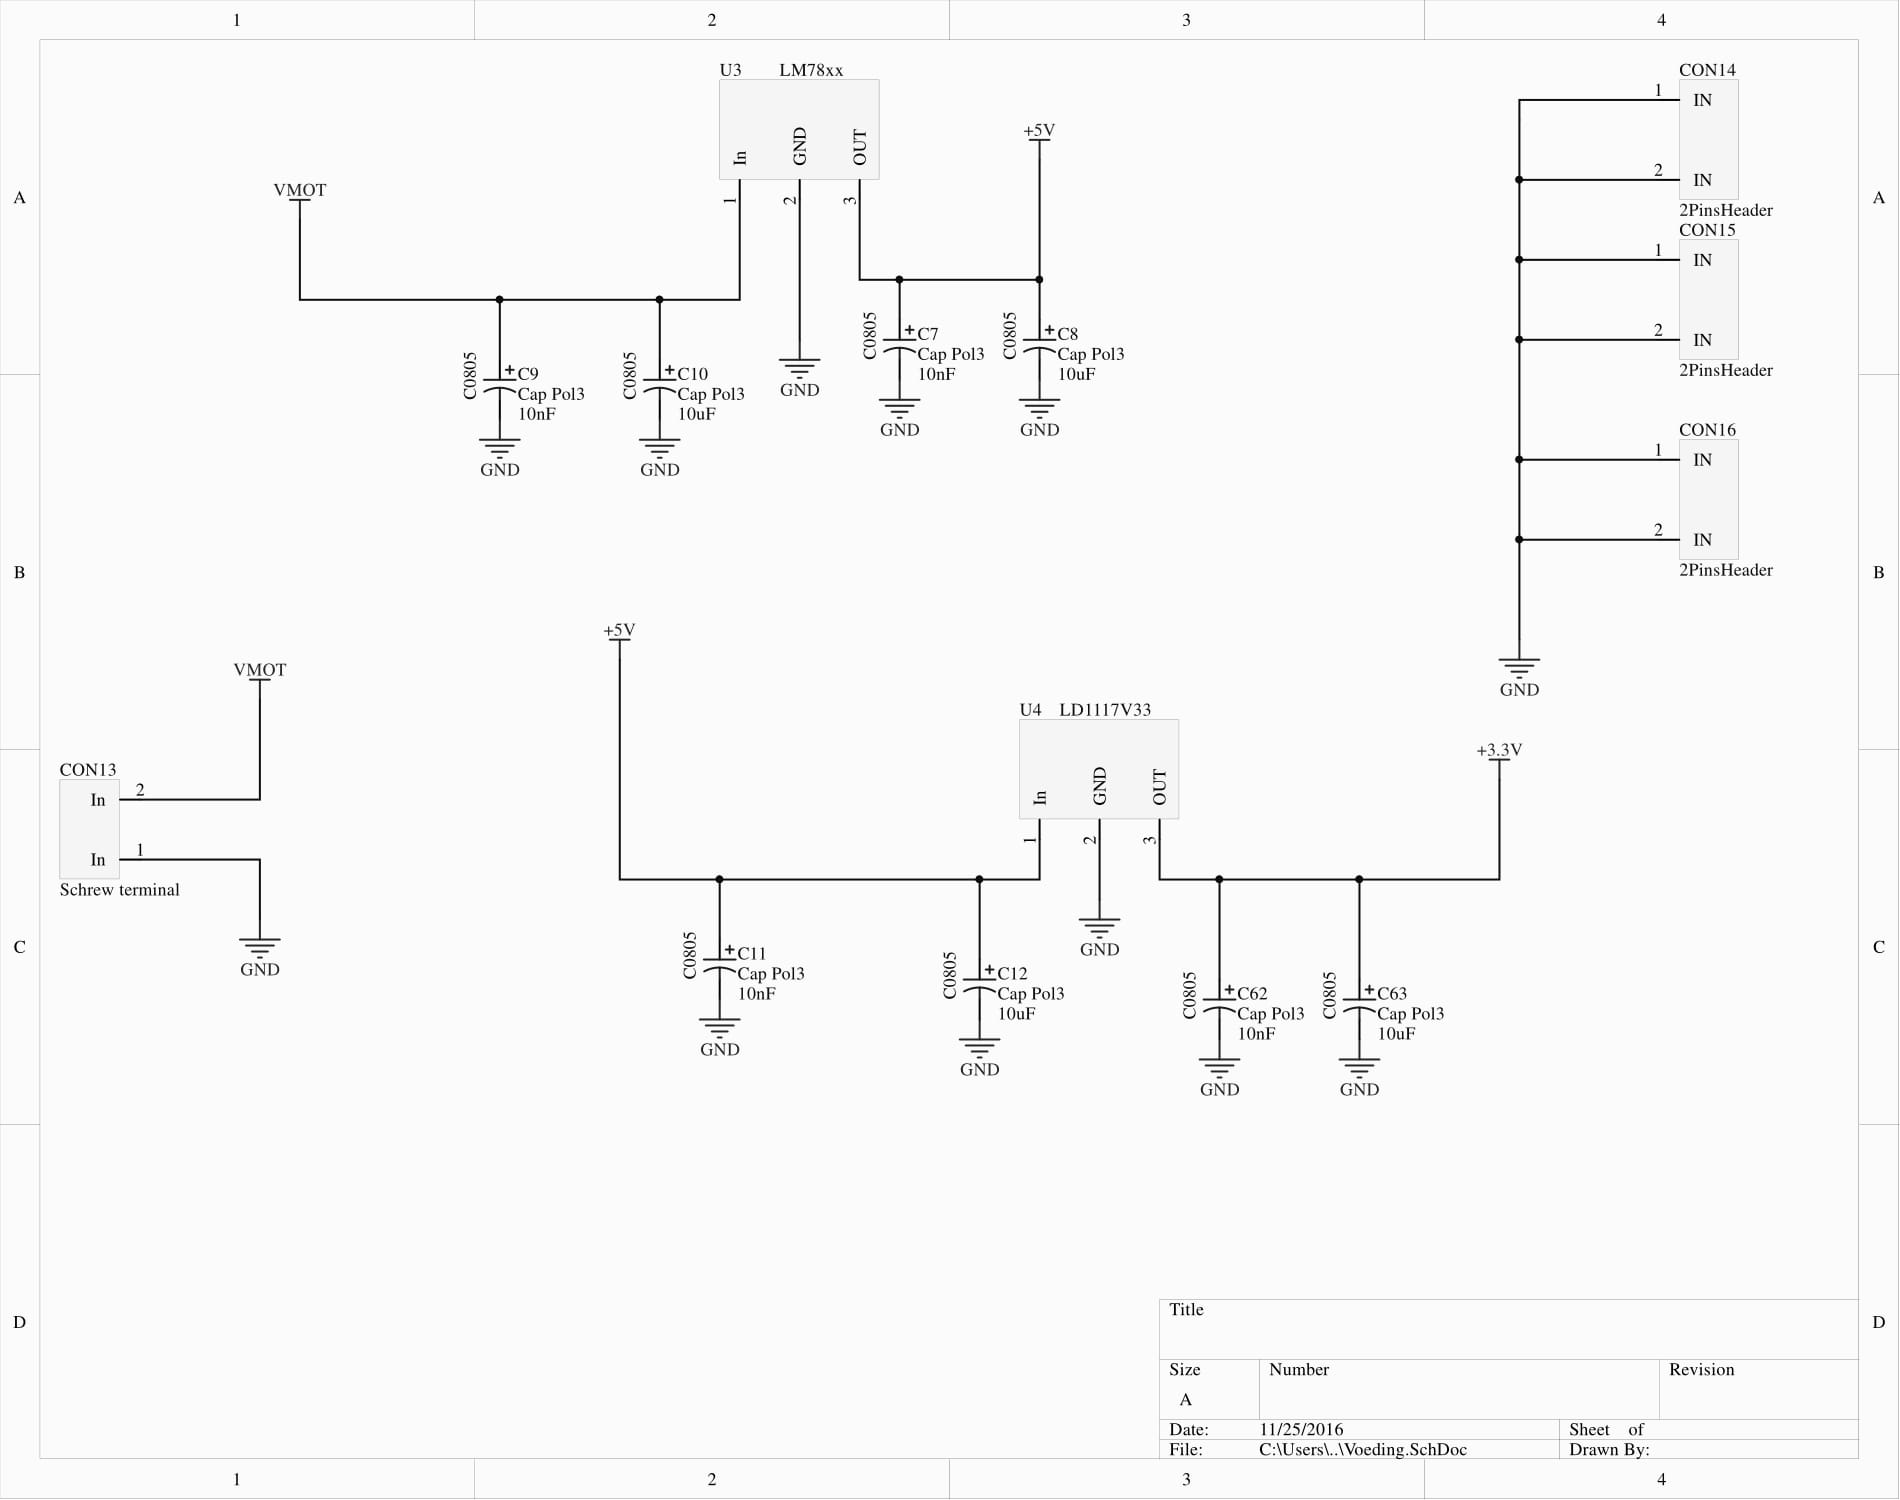 1 2 3 4
A
A
B
B
C
C
D
D
U3 LM78xx
In
GND
OUT
1
2
3
VMOT
+5V
C0805
+C9
Cap Pol3
10nF
GND
C0805
+C10
Cap Pol3
10uF
GND
GND
C0805
+C7
Cap Pol3
10nF
GND
C0805
+C8
Cap Pol3
10uF
GND
CON14
1 IN
2 IN
2PinsHeader
CON15
1 IN
2 IN
2PinsHeader
CON16
1 IN
2 IN
2PinsHeader
GND
VMOT
CON13
In 2
In 1
Schrew terminal
GND
+5V
U4 LD1117V33
In
GND
OUT
1
2
3
+3.3V
C0805
+C11
Cap Pol3
10nF
GND
C0805
+C12
Cap Pol3
10uF
GND
GND
C0805
+C62
Cap Pol3
10nF
GND
C0805
+C63
Cap Pol3
10uF
GND
Title
Size Number Revision
A
Date: 11/25/2016 Sheet of
File: C:\Users\..\Voeding.SchDoc Drawn By:
1 2 3 4